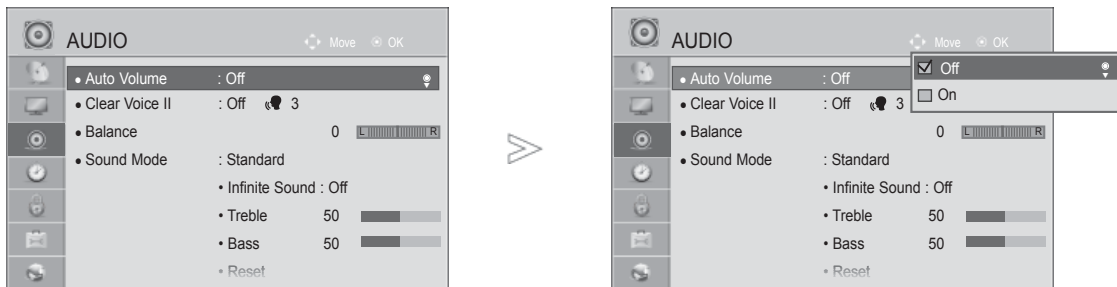 AUDIO
Move OK
• Auto Volume : Off
• Clear Voice II : Off 3
• Balance 0 L R
• Sound Mode : Standard
• Infinite Sound : Off
• Treble 50
• Bass 50
• Reset
AUDIO
Move OK
• Auto Volume : Off
• Clear Voice II : Off 3
• Balance 0 L R
• Sound Mode : Standard
• Infinite Sound : Off
• Treble 50
• Bass 50
• Reset
Off
On